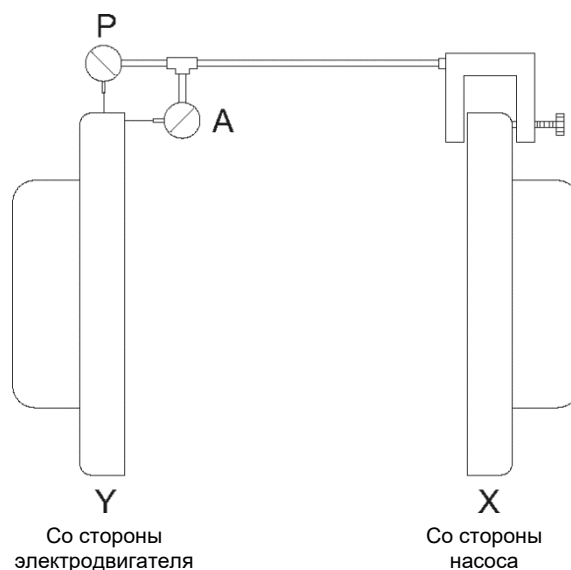 P
A
Y
X
Со стороны
электродвигателя
Со стороны
насоса